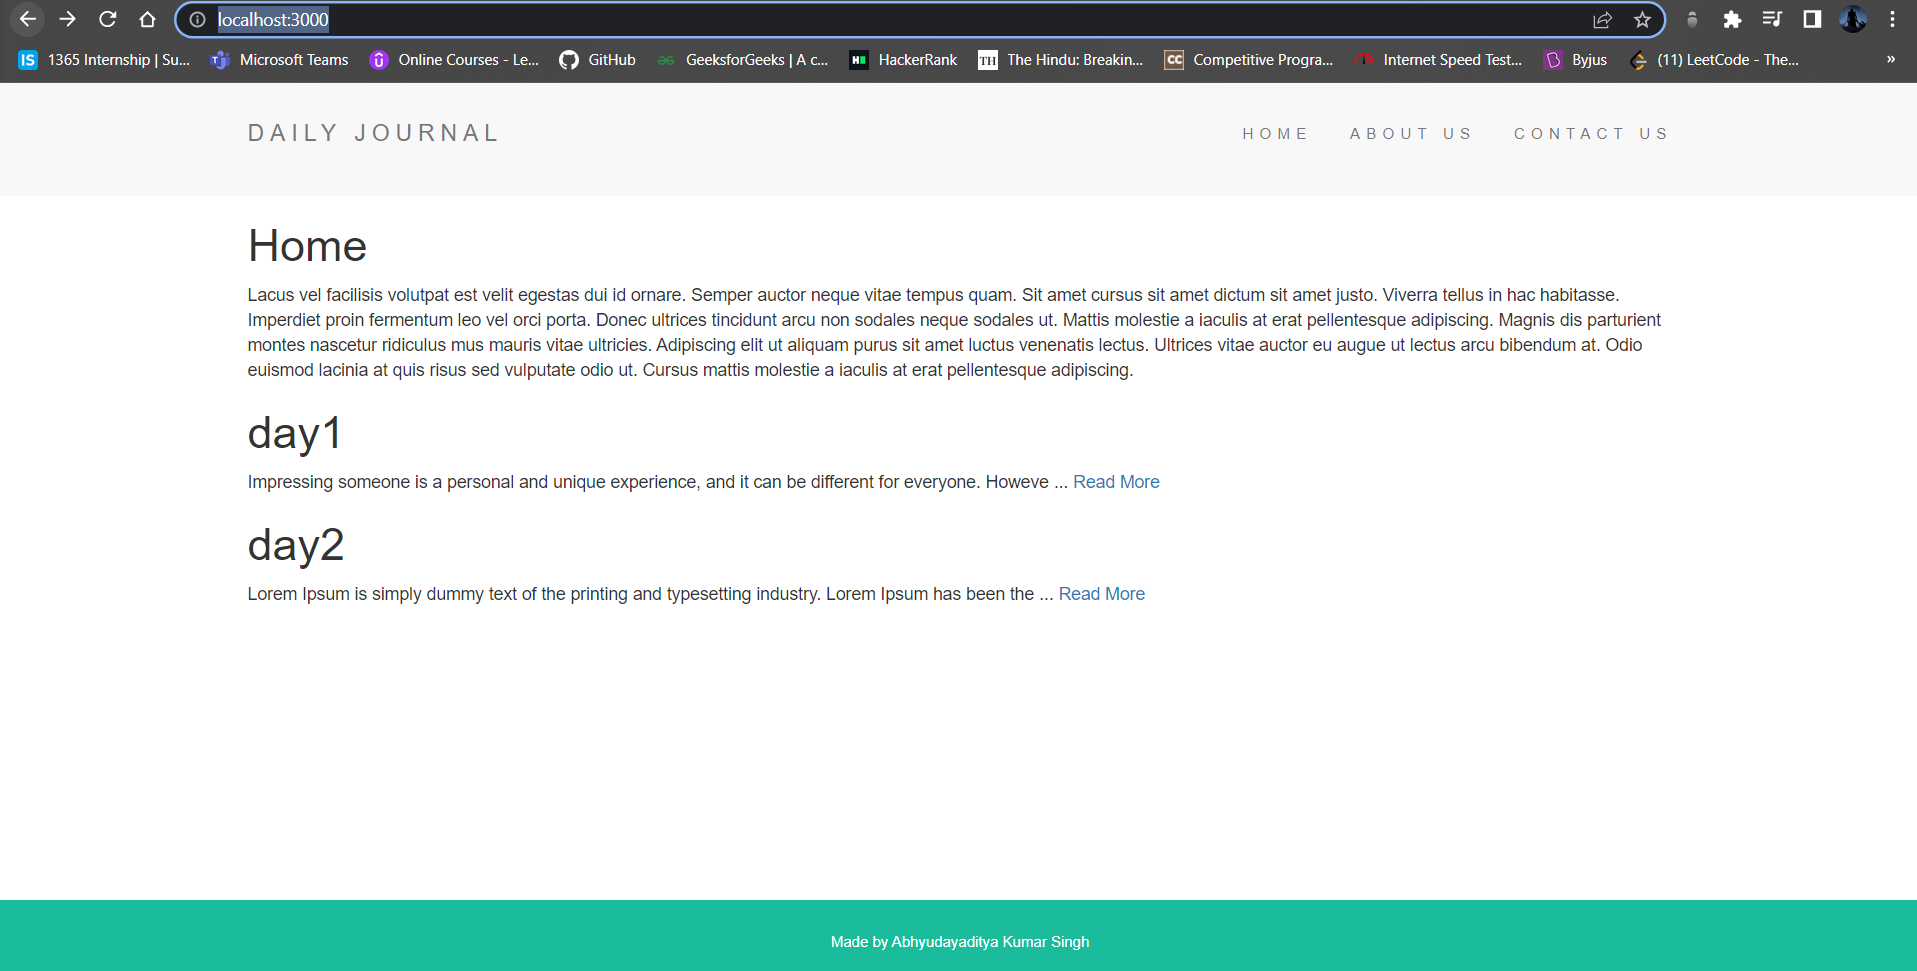 localhost:3000
IS 1365 Internship | Su... Microsoft Teams Online Courses - Le... GitHub GeeksforGeeks | A c... HackerRank TH The Hindu: Breakin... CC Competitive Progra... Internet Speed Test... Byjus (11) LeetCode - The... »
DAILY JOURNAL HOME ABOUT US CONTACT US
Home
Lacus vel facilisis volutpat est velit egestas dui id ornare. Semper auctor neque vitae tempus quam. Sit amet cursus sit amet dictum sit amet justo. Viverra tellus in hac habitasse.
Imperdiet proin fermentum leo vel orci porta. Donec ultrices tincidunt arcu non sodales neque sodales ut. Mattis molestie a iaculis at erat pellentesque adipiscing. Magnis dis parturient
montes nascetur ridiculus mus mauris vitae ultricies. Adipiscing elit ut aliquam purus sit amet luctus venenatis lectus. Ultrices vitae auctor eu augue ut lectus arcu bibendum at. Odio
euismod lacinia at quis risus sed vulputate odio ut. Cursus mattis molestie a iaculis at erat pellentesque adipiscing.
day1
Impressing someone is a personal and unique experience, and it can be different for everyone. Howeve ... Read More
day2
Lorem Ipsum is simply dummy text of the printing and typesetting industry. Lorem Ipsum has been the ... Read More
Made by Abhyudayaditya Kumar Singh